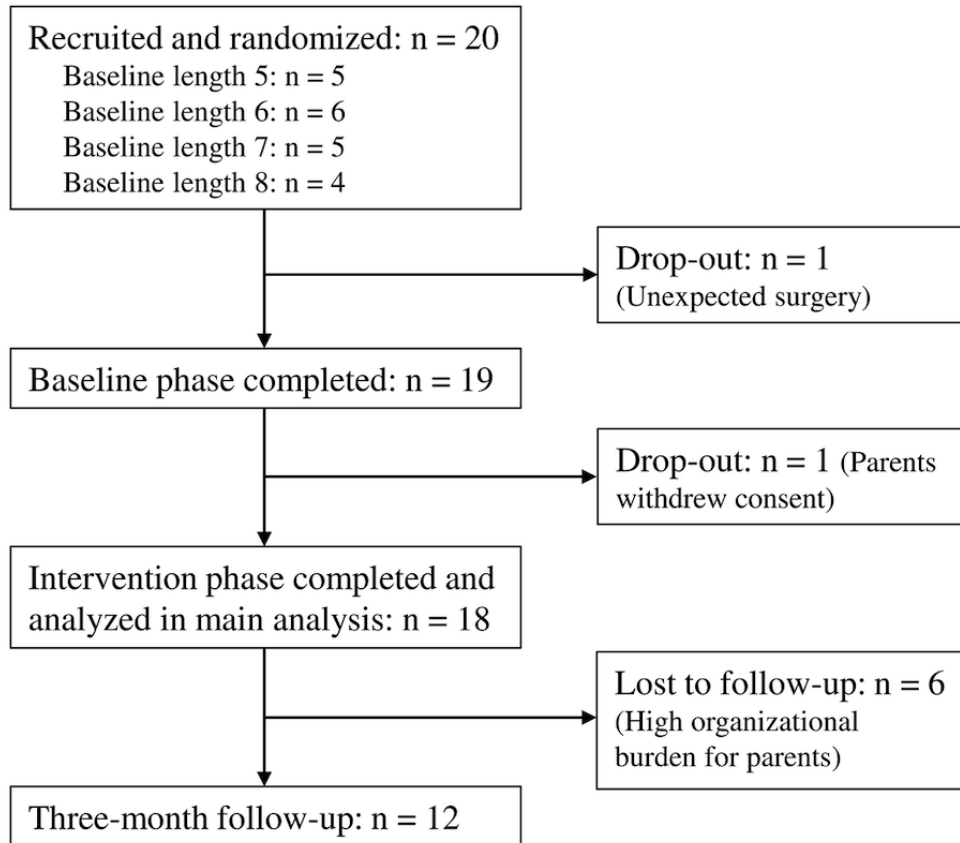 Recruited and randomized: n = 20
Baseline length 5: n = 5
Baseline length 6: n = 6
Baseline length 7: n = 5
Baseline length 8: n = 4
Drop-out: n = 1
(Unexpected surgery)
Baseline phase completed: n = 19
Drop-out: n = 1 (Parents
withdrew consent)
Intervention phase completed and
analyzed in main analysis: n = 18
Lost to follow-up: n = 6
(High organizational
burden for parents)
Three-month follow-up: n = 12